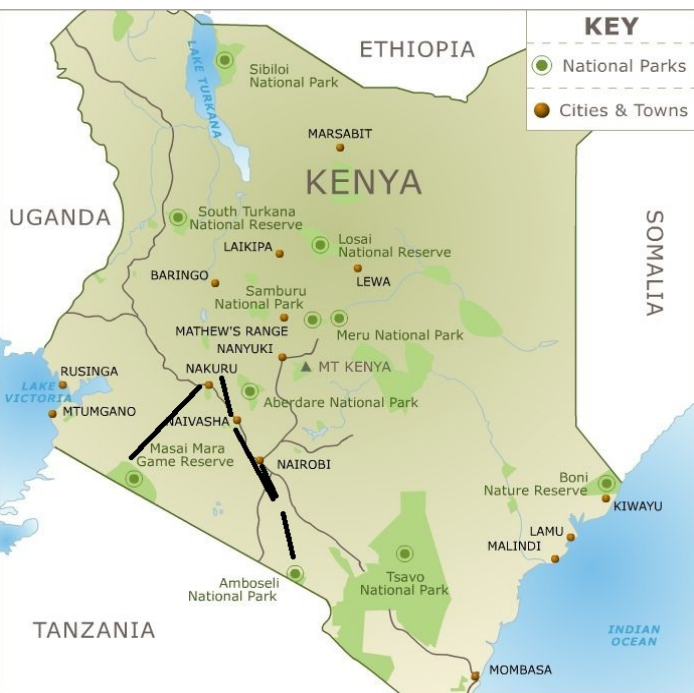 KEY
National Parks
Cities & Towns
ETHIOPIA
LAKE TURKANA
Sibiloi
National Park
MARSABIT
KENYA
UGANDA
South Turkana
National Reserve
SOMALIA
LAIKIPA
Losai
National Reserve
BARINGO
LEWA
Samburu
National Park
MATHEW'S RANGE
Meru National Park
NANYUKI
MT KENYA
NAKURU
RUSINGA
LAKE
VICTORIA
Aberdare National Park
MTUMGANO
NAIVASHA
Masai Mara
Game Reserve
NAIROBI
Boni
Nature Reserve
KIWAYU
LAMU
MALINDI
Amboseli
National Park
Tsavo
National Park
TANZANIA
INDIAN
OCEAN
MOMBASA